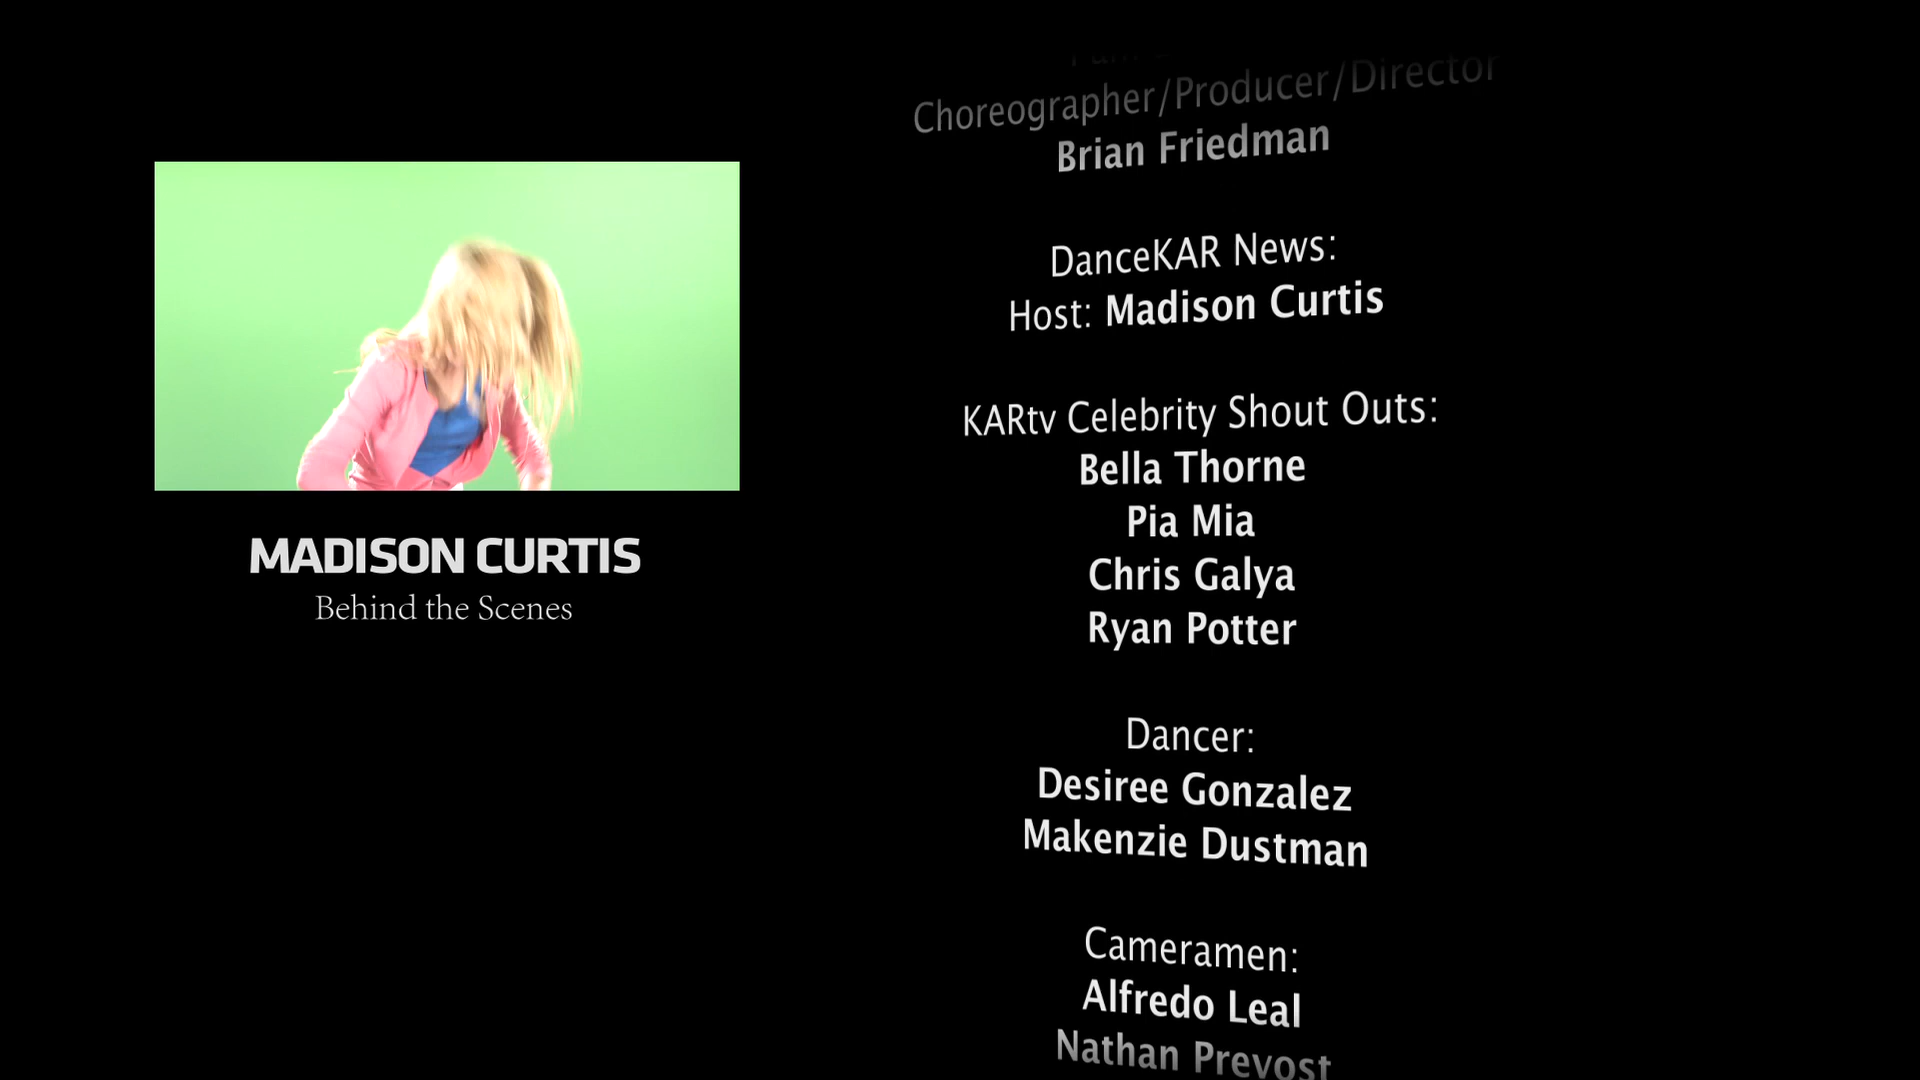 MADISON CURTIS
Behind the Scenes
Choreographer/Producer/Director
Brian Friedman
DanceKAR News:
Host: Madison Curtis
KARtv Celebrity Shout Outs:
Bella Thorne
Pia Mia
Chris Galya
Ryan Potter
Dancer:
Desiree Gonzalez
Makenzie Dustman
Cameramen:
Alfredo Leal
Nathan Prevost